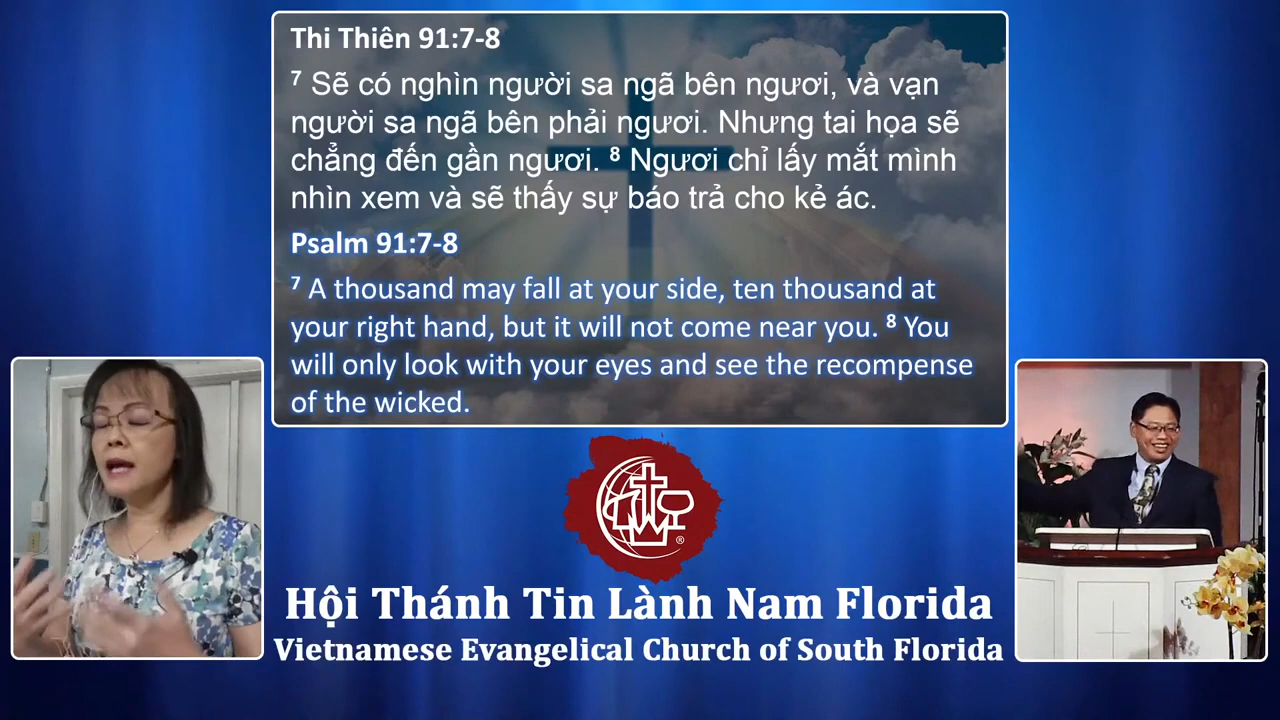 Thi Thiên 91:7-8
⁷ Sẽ có nghìn người sa ngã bên ngươi, và vạn
người sa ngã bên phải ngươi. Nhưng tai họa sẽ
chẳng đến gần ngươi. ⁸ Ngươi chỉ lấy mắt mình
nhìn xem và sẽ thấy sự báo trả cho kẻ ác.
Psalm 91:7-8
⁷ A thousand may fall at your side, ten thousand at
your right hand, but it will not come near you. ⁸ You
will only look with your eyes and see the recompense
of the wicked.
®
Hội Thánh Tin Lành Nam Florida
Vietnamese Evangelical Church of South Florida